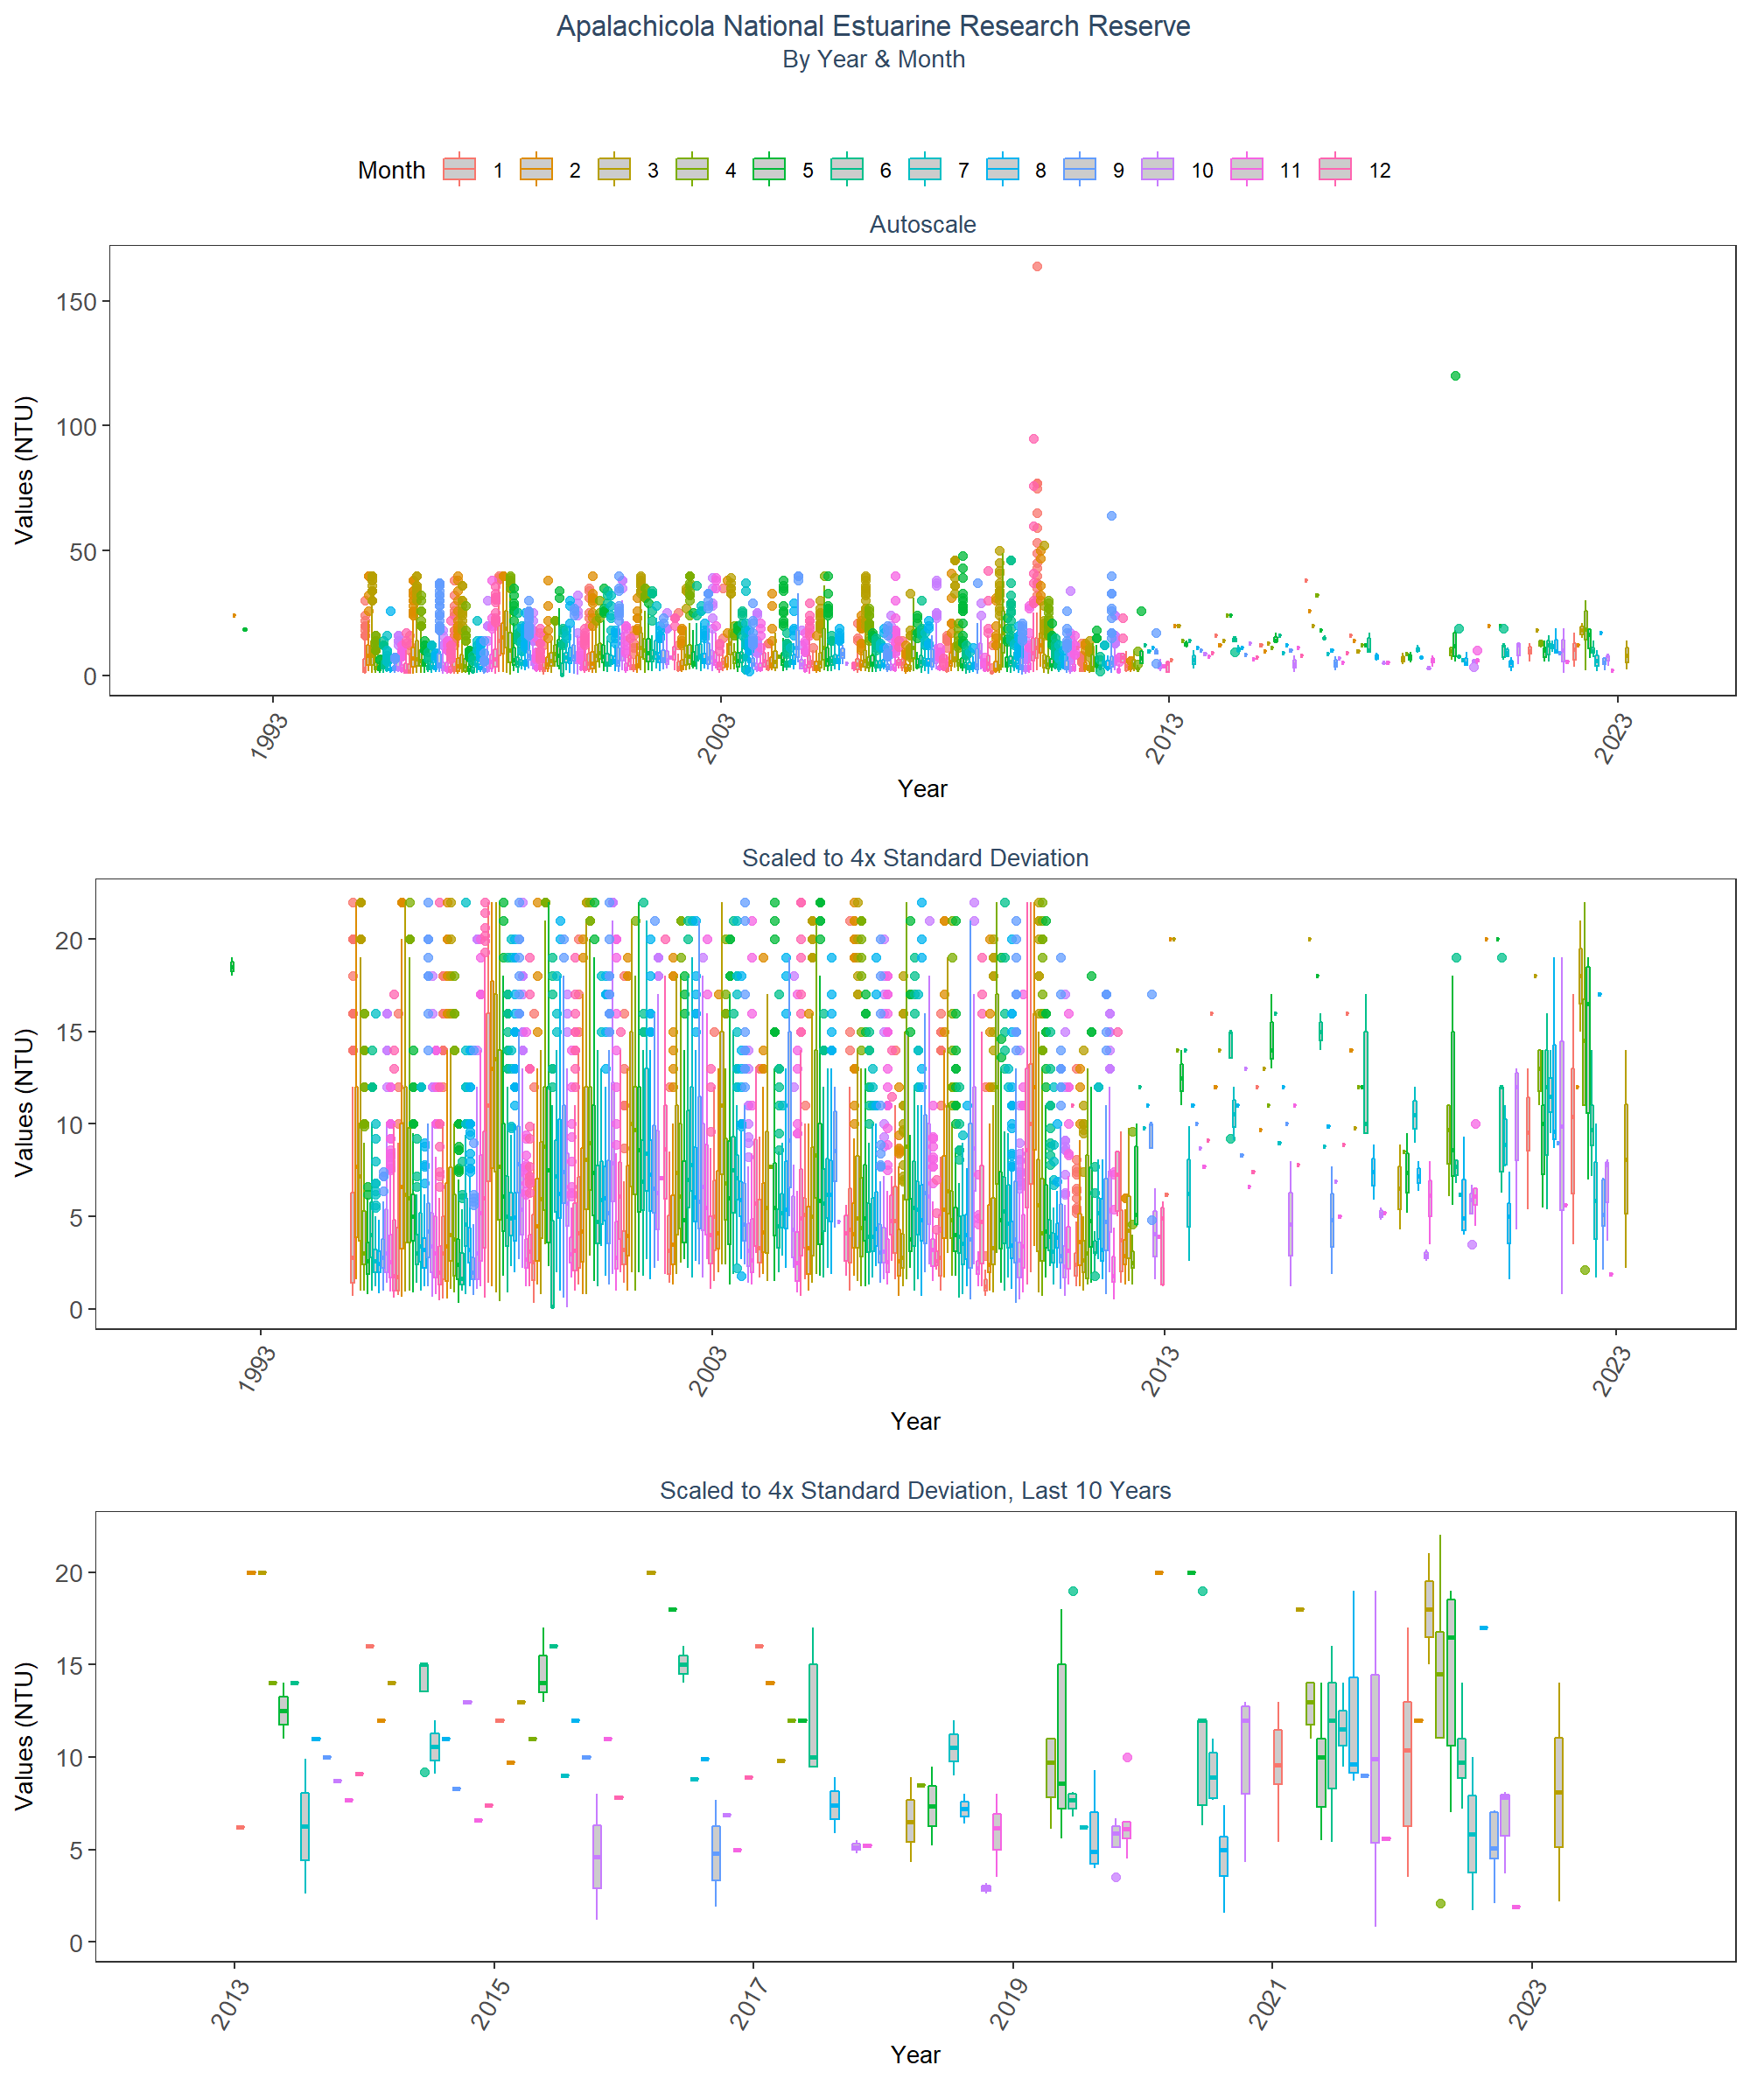 Apalachicola National Estuarine Research Reserve
By Year & Month
Month 1 2 3 4 5 6 7 8 9 10 11 12
Autoscale
Values (NTU)
150
100
50
0
1993 2003 2013 2023
Year
Scaled to 4x Standard Deviation
Values (NTU)
20
15
10
5
0
1993 2003 2013 2023
Year
Scaled to 4x Standard Deviation, Last 10 Years
Values (NTU)
20
15
10
5
0
2013 2015 2017 2019 2021 2023
Year